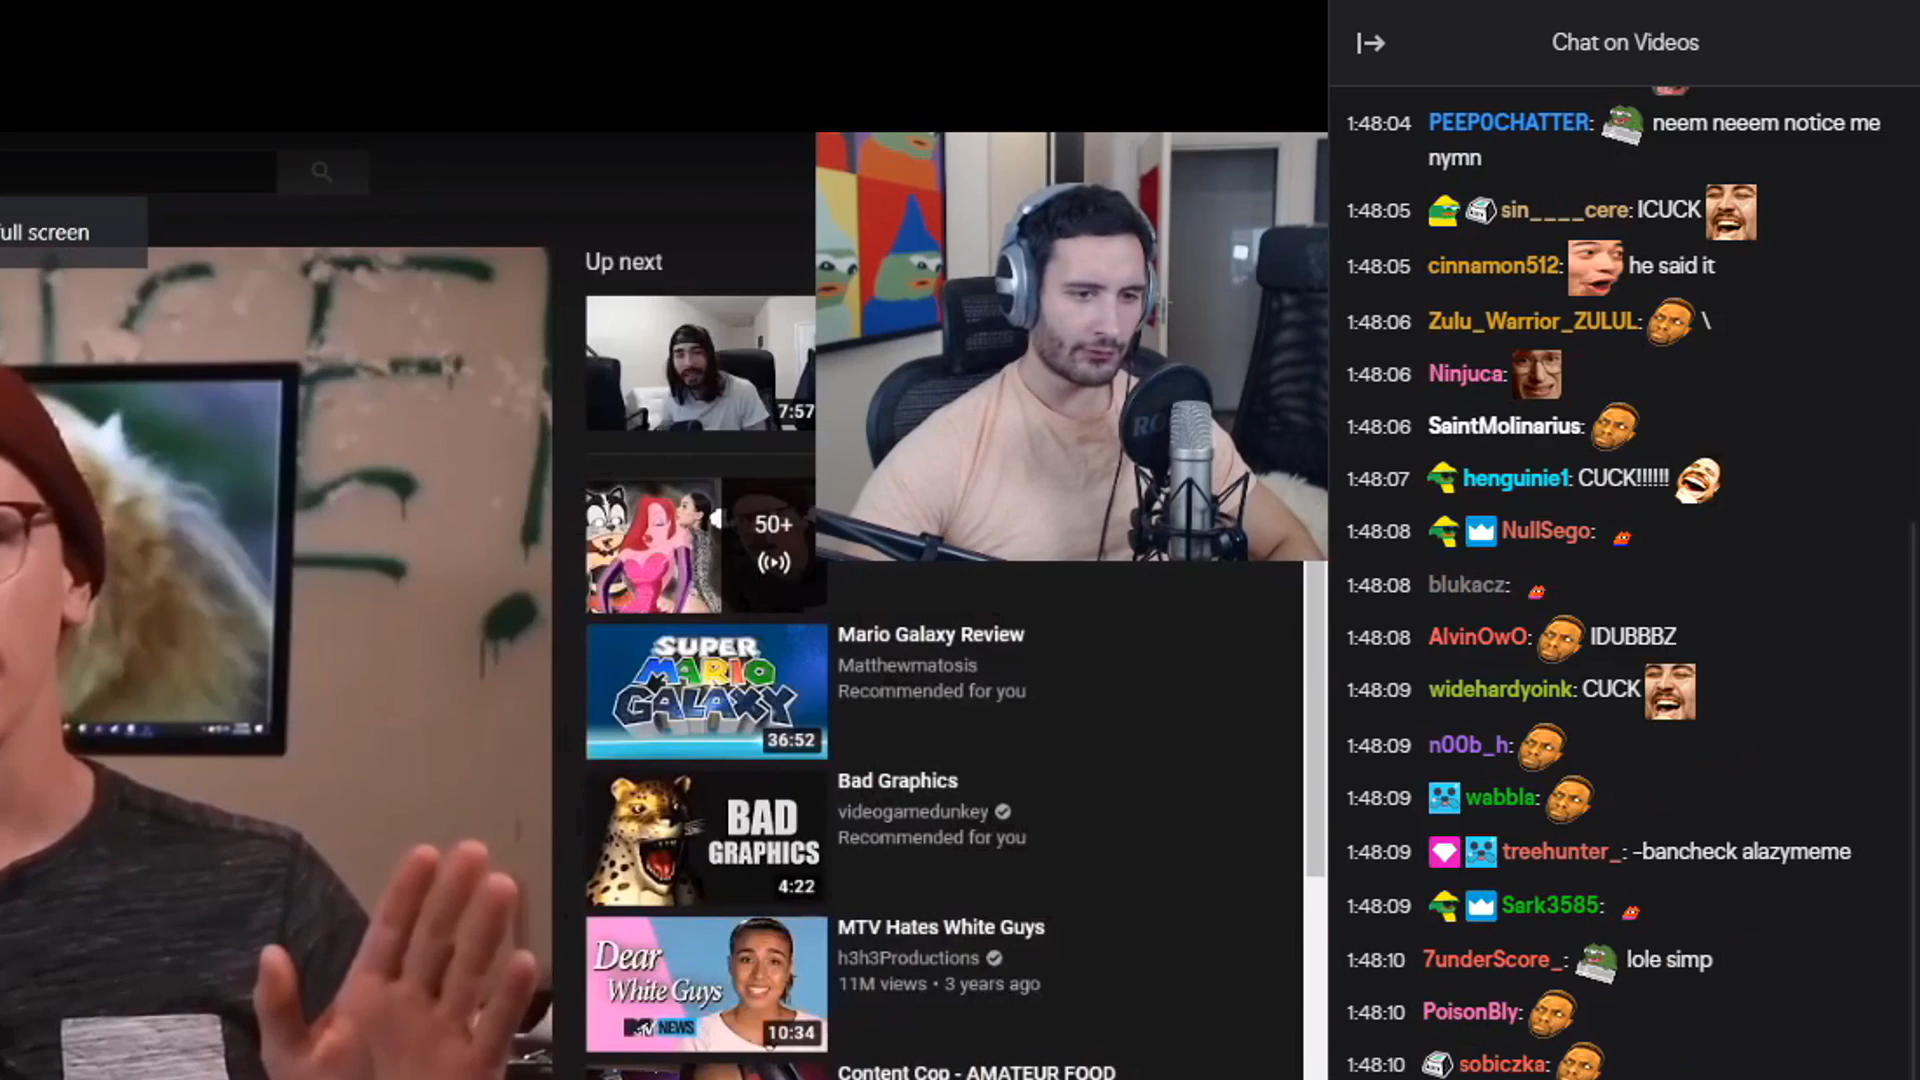 full screen
Up next
7:57
50+
SUPER
MARIO
GALAXY
36:52
Mario Galaxy Review
Matthewmatosis
Recommended for you
BAD
GRAPHICS
4:22
Bad Graphics
videogamedunkey
Recommended for you
Dear
White Guys
MTV NEWS
10:34
MTV Hates White Guys
h3h3Productions
11M views • 3 years ago
Content Cop - AMATEUR FOOD
Chat on Videos
1:48:04 PEEPOCHATTER: neem neeem notice me
nymn
1:48:05 sin____cere: ICUCK
1:48:05 cinnamon512: he said it
1:48:06 Zulu_Warrior_ZULUL: \
1:48:06 Ninjuca:
1:48:06 SaintMolinarius:
1:48:07 henguinie1: CUCK!!!!!!
1:48:08 NullSego:
1:48:08 blukacz:
1:48:08 AlvinOwO: IDUBBBZ
1:48:09 widehardyoink: CUCK
1:48:09 n00b_h:
1:48:09 wabbla:
1:48:09 treehunter_: -bancheck alazymeme
1:48:09 Sark3585:
1:48:10 7underScore_: lole simp
1:48:10 PoisonBly:
1:48:10 sobiczka: